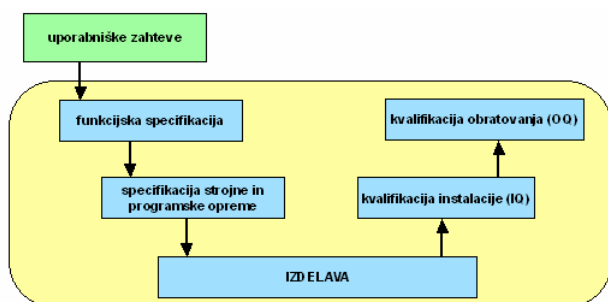 uporabniške zahteve
funkcijska specifikacija
kvalifikacija obratovanja (OQ)
specifikacija strojne in
programske opreme
kvalifikacija instalacije (IQ)
IZDELAVA